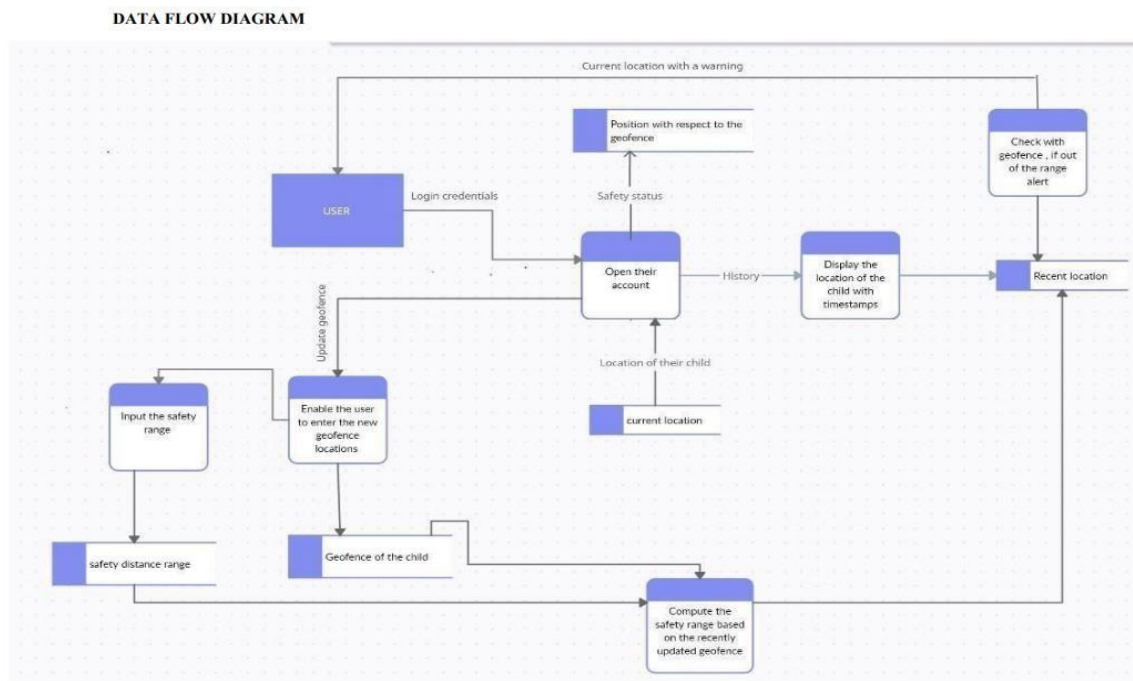 DATA FLOW DIAGRAM
Current location with a warning
Position with respect to the
geofence
Check with
geofence , if out
of the range
alert
USER
Login credentials
Safety status
Open their
account
History
Display the
location of the
child with
timestamps
Recent location
Update geofence
Location of their child
current location
Input the safety
range
Enable the user
to enter the new
geofence
locations
safety distance range
Geofence of the child
Compute the
safety range based
on the recently
updated geofence